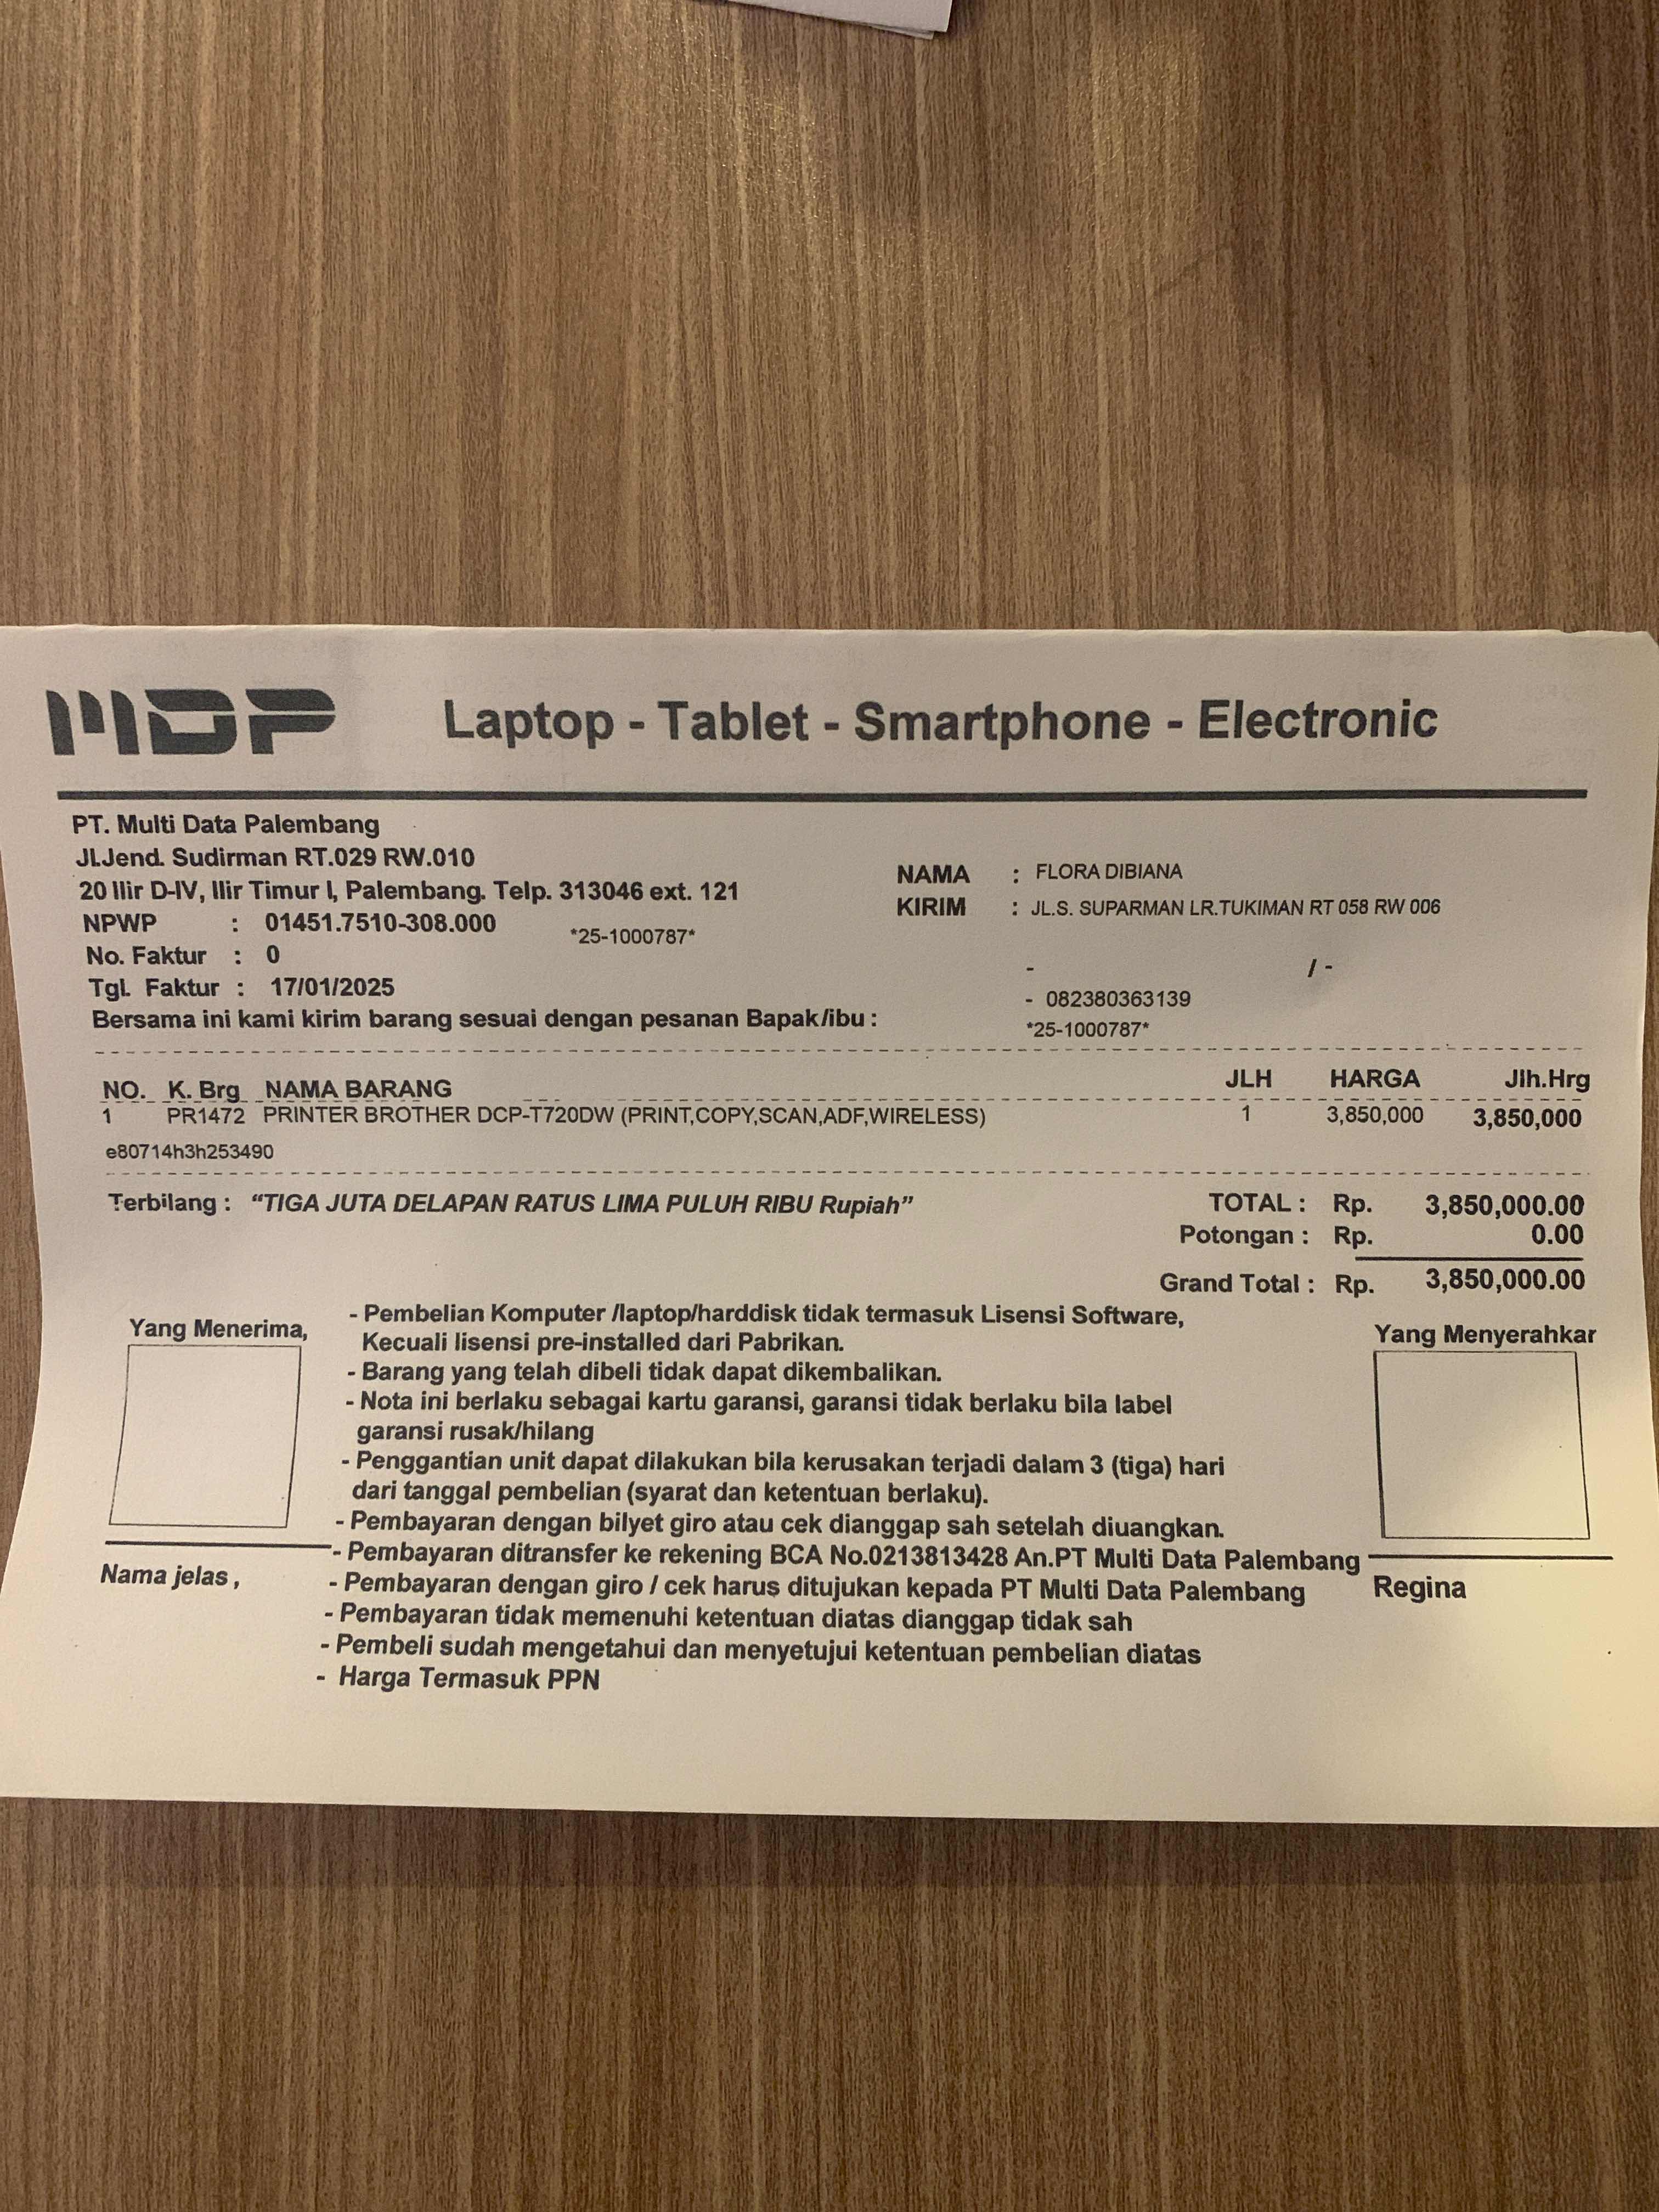 MDP Laptop - Tablet - Smartphone - Electronic
PT. Multi Data Palembang
Jl.Jend. Sudirman RT.029 RW.010
20 Ilir D-IV, Ilir Timur I, Palembang. Telp. 313046 ext. 121
NPWP : 01451.7510-308.000 *25-1000787*
No. Faktur : 0
Tgl. Faktur : 17/01/2025
Bersama ini kami kirim barang sesuai dengan pesanan Bapak/ibu :
NAMA : FLORA DIBIANA
KIRIM : JL.S. SUPARMAN LR.TUKIMAN RT 058 RW 006
- / -
- 082380363139
*25-1000787*
NO. K. Brg NAMA BARANG JLH HARGA Jlh.Hrg
1 PR1472 PRINTER BROTHER DCP-T720DW (PRINT,COPY,SCAN,ADF,WIRELESS) 1 3,850,000 3,850,000
e80714h3h253490
Terbilang : “TIGA JUTA DELAPAN RATUS LIMA PULUH RIBU Rupiah”
TOTAL : Rp. 3,850,000.00
Potongan : Rp. 0.00
Grand Total : Rp. 3,850,000.00
Yang Menerima,
Nama jelas ,
- Pembelian Komputer /laptop/harddisk tidak termasuk Lisensi Software,
Kecuali lisensi pre-installed dari Pabrikan.
- Barang yang telah dibeli tidak dapat dikembalikan.
- Nota ini berlaku sebagai kartu garansi, garansi tidak berlaku bila label
garansi rusak/hilang
- Penggantian unit dapat dilakukan bila kerusakan terjadi dalam 3 (tiga) hari
dari tanggal pembelian (syarat dan ketentuan berlaku).
- Pembayaran dengan bilyet giro atau cek dianggap sah setelah diuangkan.
- Pembayaran ditransfer ke rekening BCA No.0213813428 An.PT Multi Data Palembang
- Pembayaran dengan giro / cek harus ditujukan kepada PT Multi Data Palembang
- Pembayaran tidak memenuhi ketentuan diatas dianggap tidak sah
- Pembeli sudah mengetahui dan menyetujui ketentuan pembelian diatas
- Harga Termasuk PPN
Yang Menyerahkar
Regina